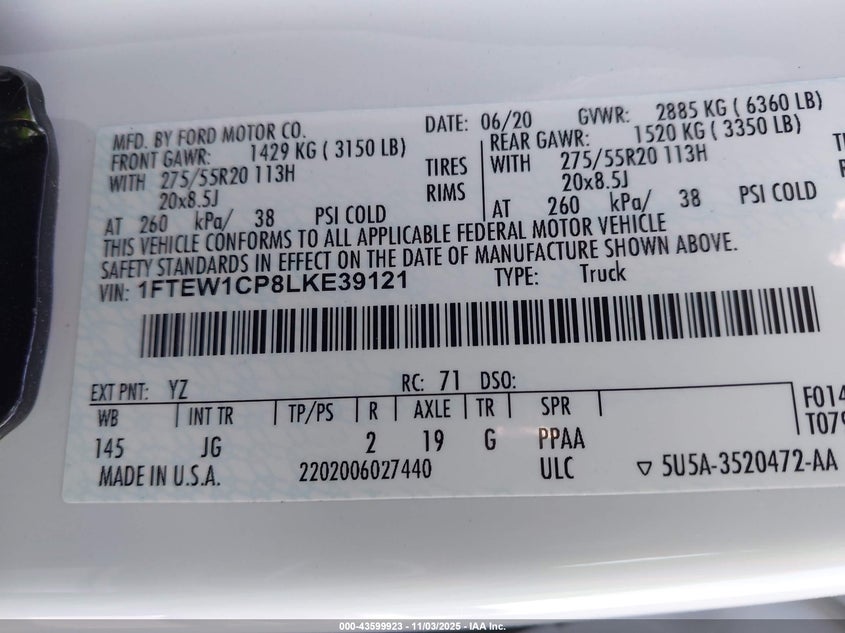 MFD. BY FORD MOTOR CO. DATE: 06/20 GVWR: 2885 KG ( 6360 LB)
FRONT GAWR: 1429 KG ( 3150 LB) REAR GAWR: 1520 KG ( 3350 LB)
WITH 275/55R20 113H TIRES WITH 275/55R20 113H
20x8.5J RIMS 20x8.5J
AT 260 kPa/ 38 PSI COLD AT 260 kPa/ 38 PSI COLD
THIS VEHICLE CONFORMS TO ALL APPLICABLE FEDERAL MOTOR VEHICLE
SAFETY STANDARDS IN EFFECT ON THE DATE OF MANUFACTURE SHOWN ABOVE.
VIN: 1FTEW1CP8LKE39121 TYPE: Truck
EXT PNT: YZ RC: 71 DSO:
WB INT TR TP/PS R AXLE TR SPR
145 JG 2 19 G PPAA
MADE IN U.S.A. 2202006027440 ULC ▽ 5U5A-3520472-AA
F014
T079
000-43599923 - 11/03/2025 - IAA Inc.